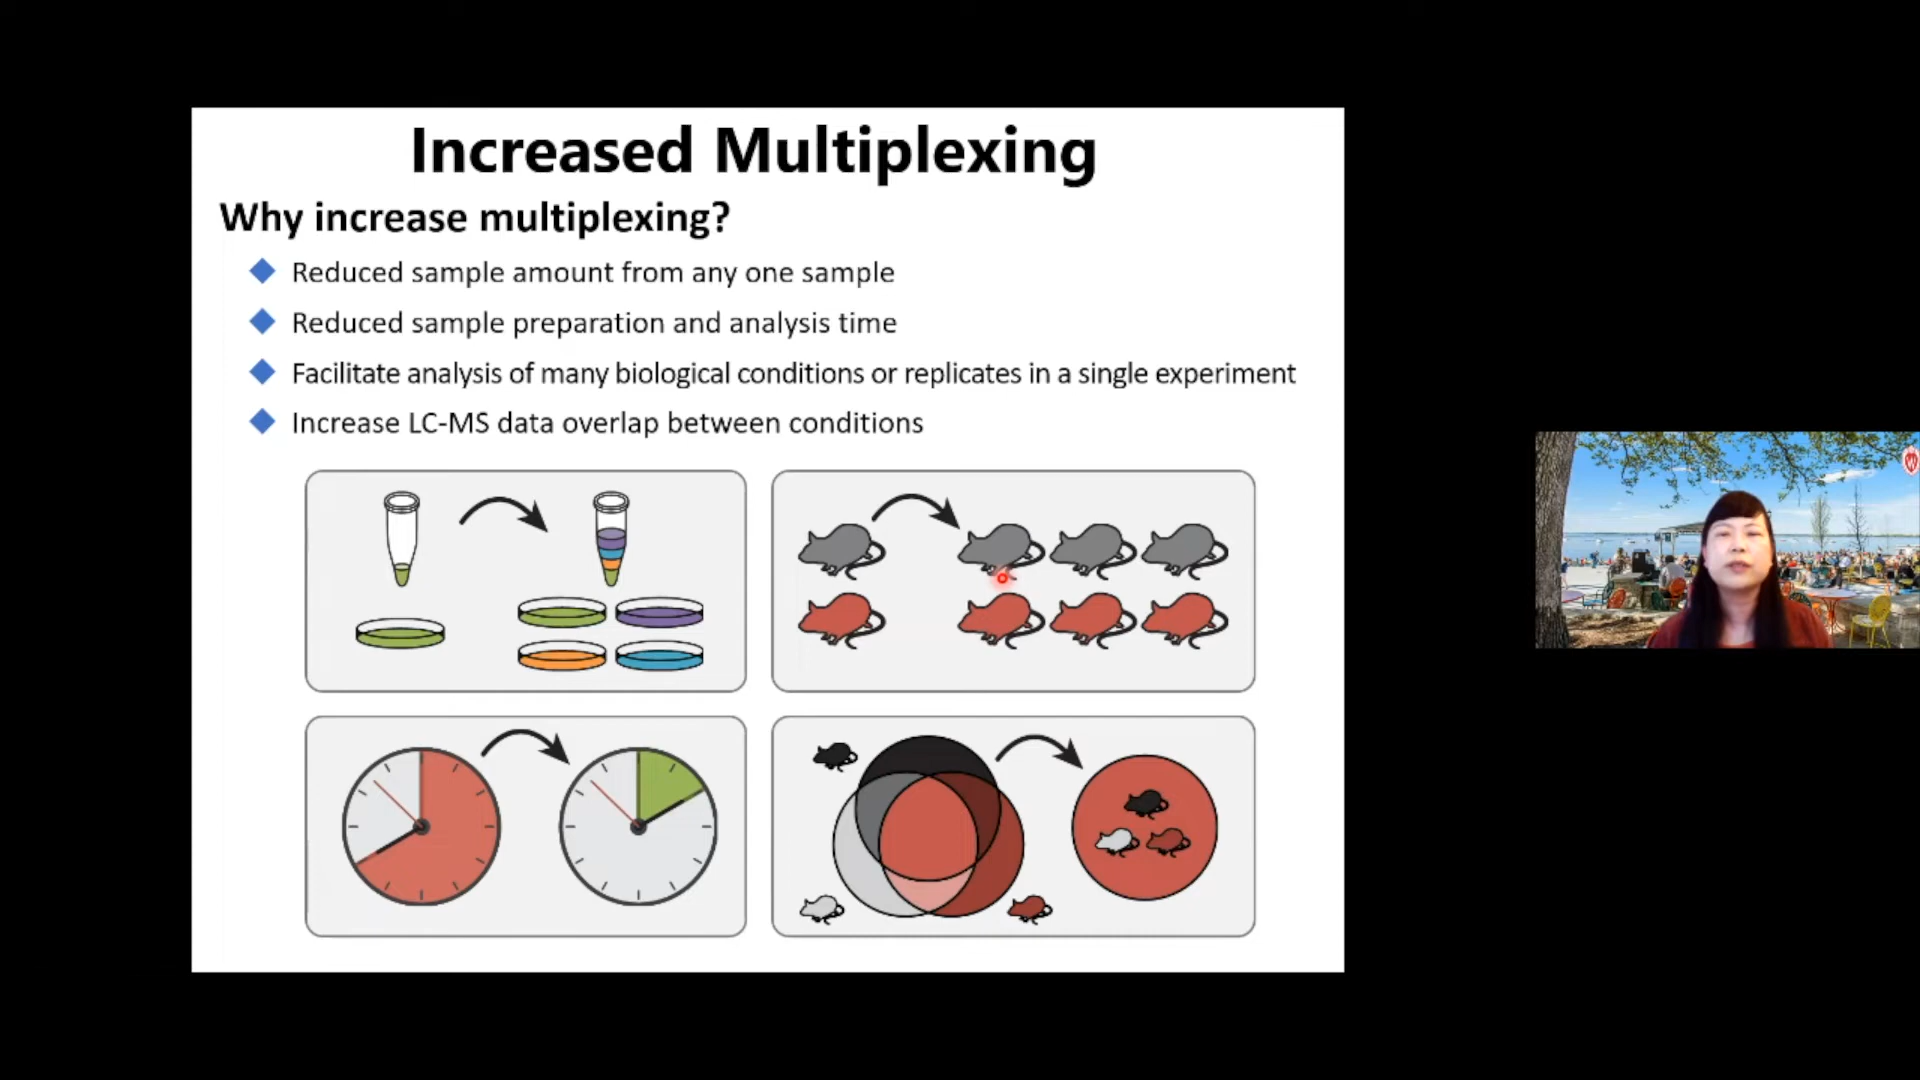 Increased Multiplexing
Why increase multiplexing?
Reduced sample amount from any one sample
Reduced sample preparation and analysis time
Facilitate analysis of many biological conditions or replicates in a single experiment
Increase LC-MS data overlap between conditions
W